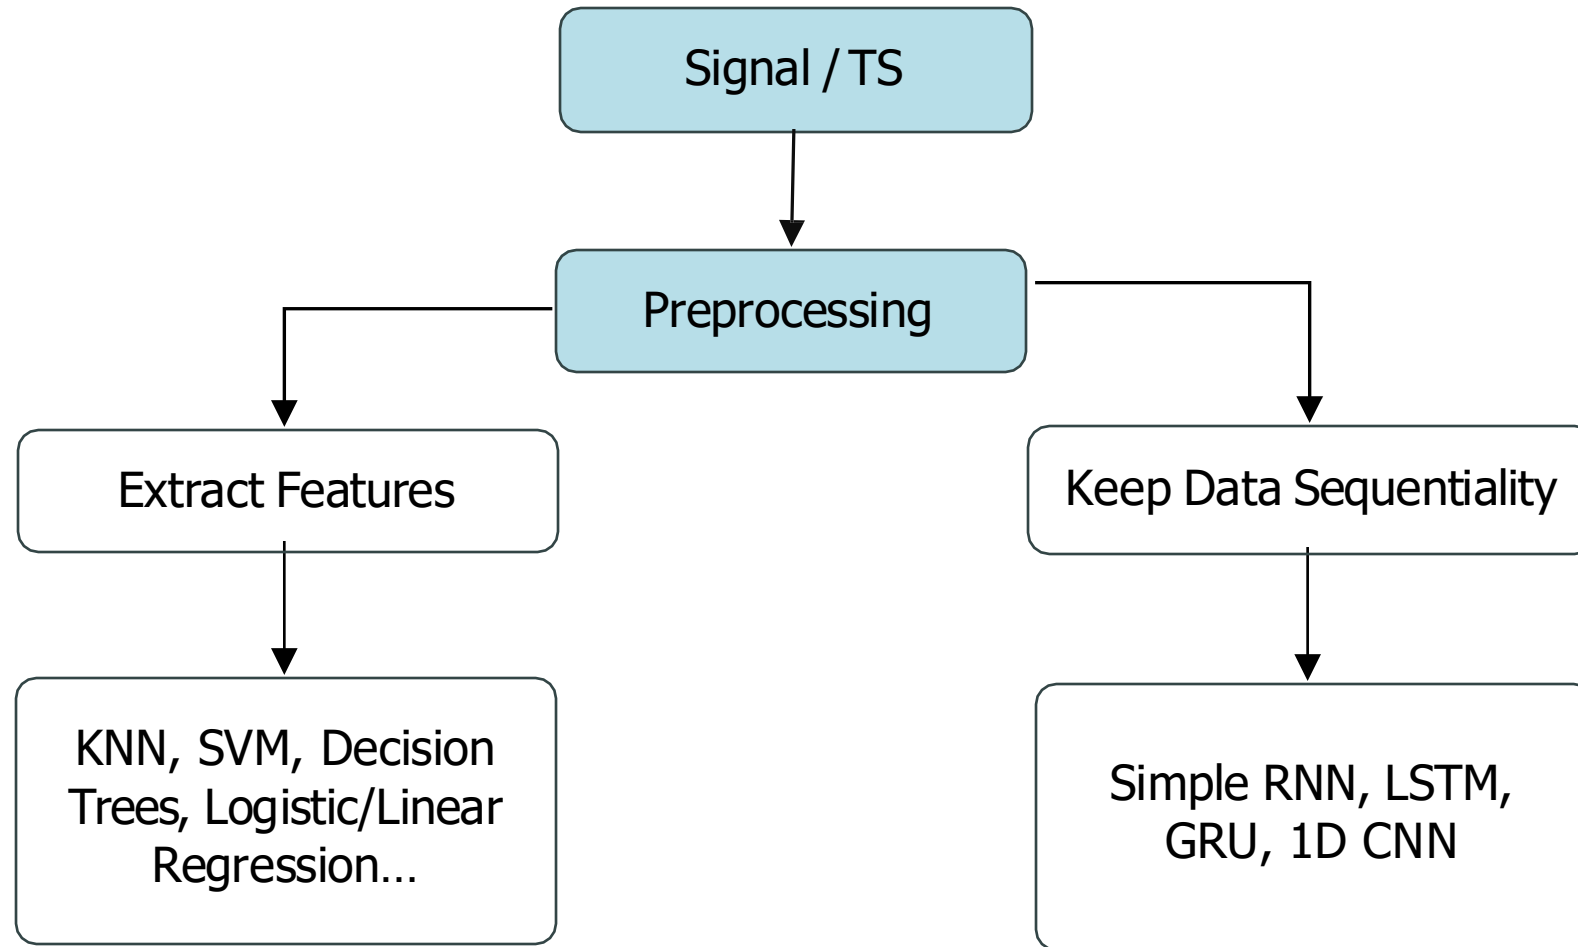 Signal / TS
Preprocessing
Extract Features
Keep Data Sequentiality
KNN, SVM, Decision
Trees, Logistic/Linear
Regression...
Simple RNN, LSTM,
GRU, 1D CNN